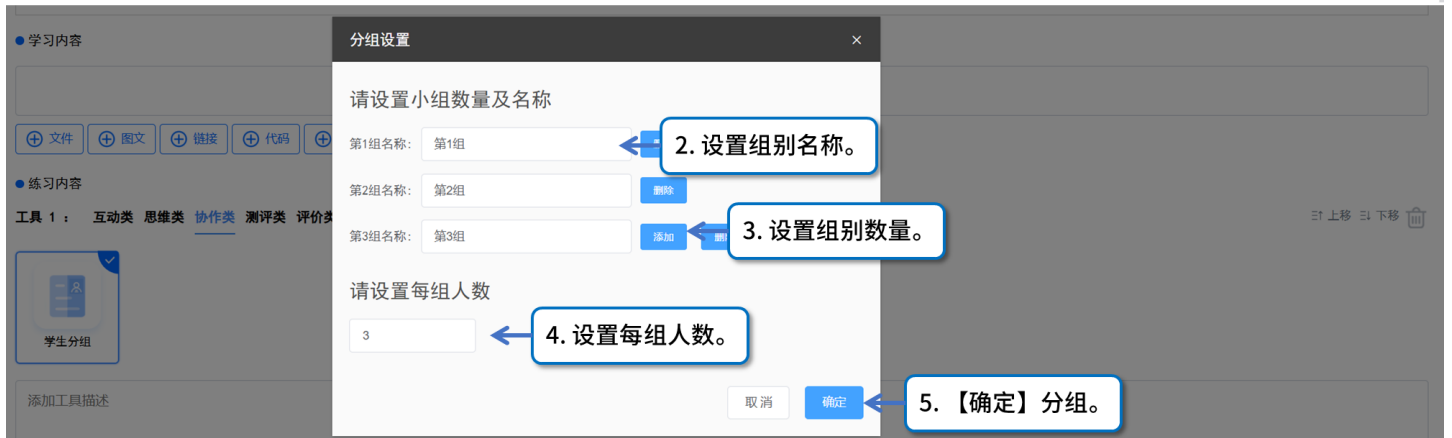 学习内容
分组设置 ×
请设置小组数量及名称
文件 图文 链接 代码
第1组名称: 第1组
2. 设置组别名称。
练习内容
第2组名称: 第2组 删除
工具 1 : 互动类 思维类 协作类 测评类 评价类
上移 下移
第3组名称: 第3组 添加
3. 设置组别数量。
请设置每组人数
3
4. 设置每组人数。
学生分组
添加工具描述
取消 确定
5. 【确定】分组。